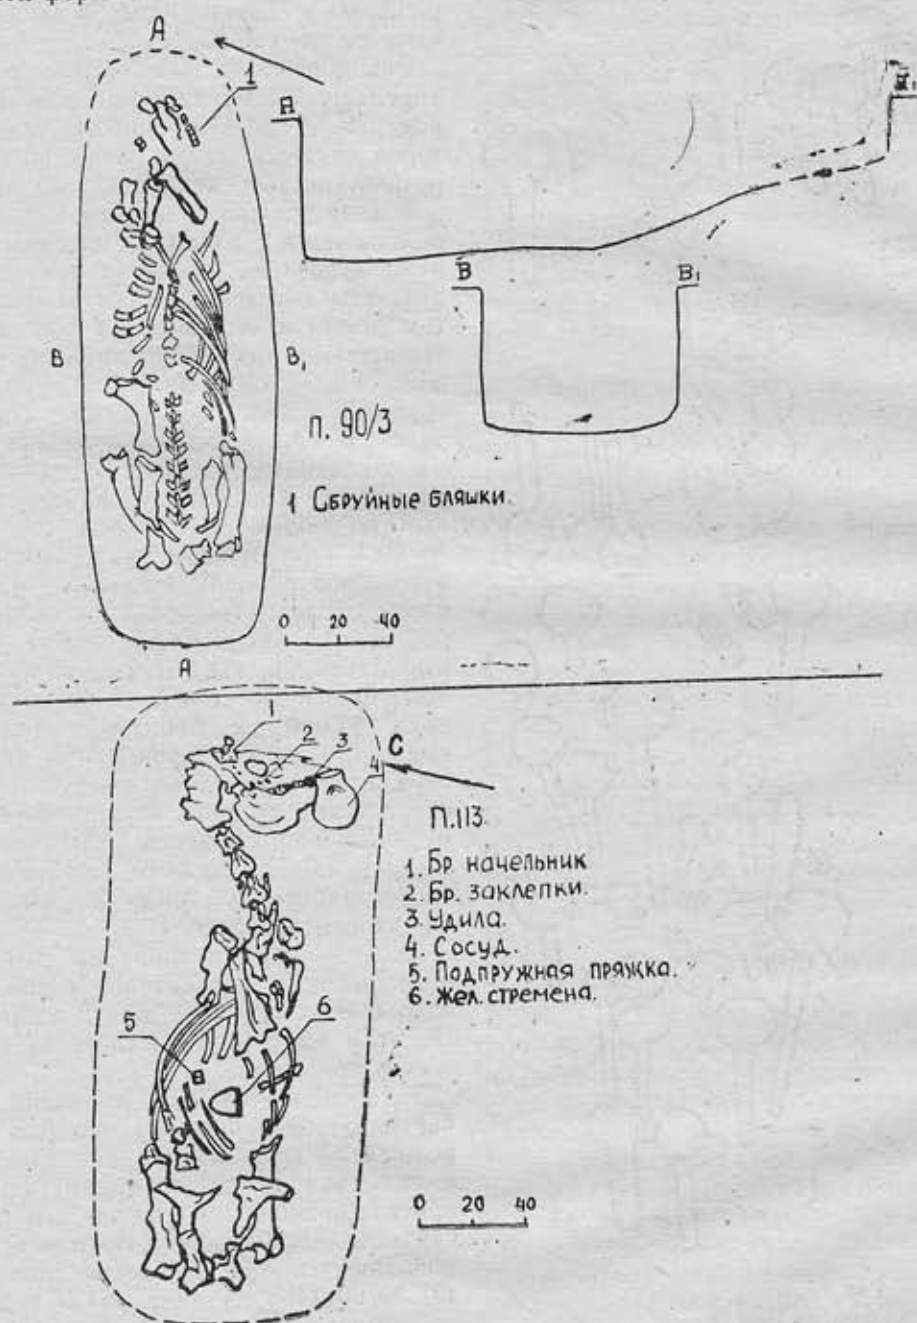 А
1
А
В
В₁
В
В₁
п. 90/3
1 Сбруйные бляшки.
0 20 40
А
1
2
3
С
4
П.113
1. Бр. начельник
2. Бр. заклепки.
3. Удила.
4. Сосуд.
5. Подпружная пряжка.
6. Жел. стремена.
5
6
0 20 40